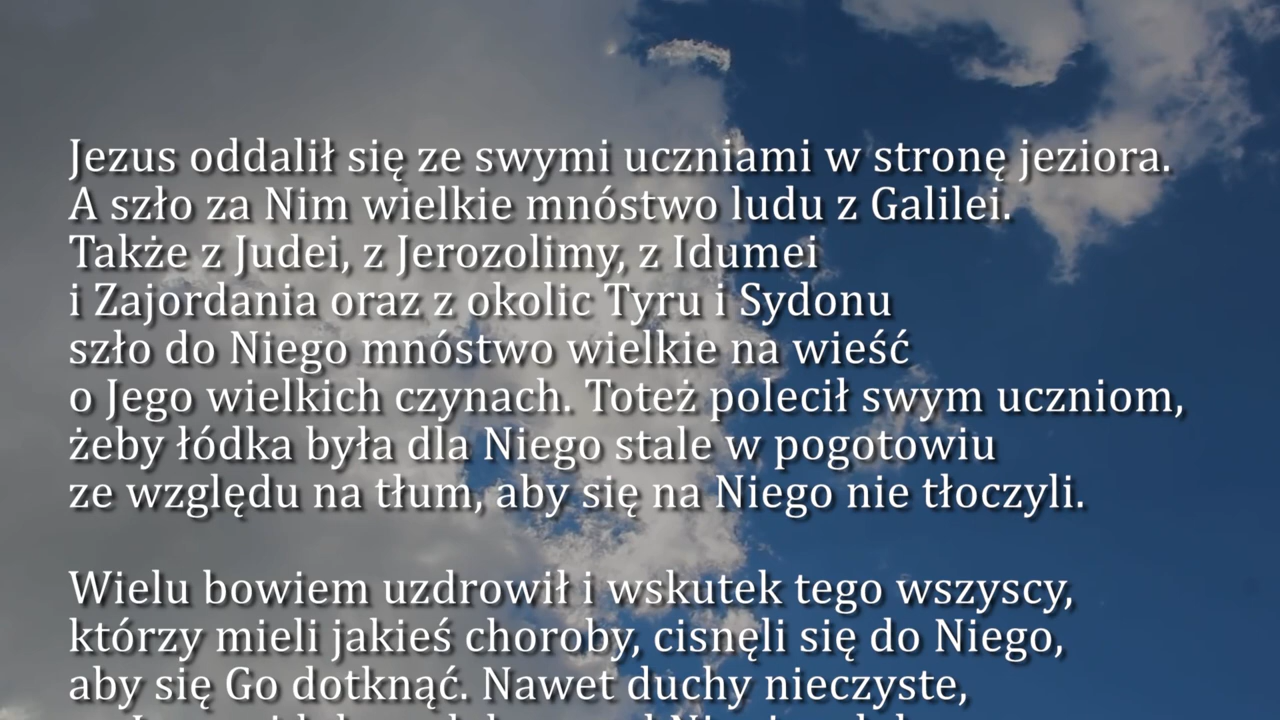 Jezus oddalił się ze swymi uczniami w stronę jeziora.
A szło za Nim wielkie mnóstwo ludu z Galilei.
Także z Judei, z Jerozolimy, z Idumei
i Zajordania oraz z okolic Tyru i Sydonu
szło do Niego mnóstwo wielkie na wieść
o Jego wielkich czynach. Toteż polecił swym uczniom,
żeby łódka była dla Niego stale w pogotowiu
ze względu na tłum, aby się na Niego nie tłoczyli.
Wielu bowiem uzdrowił i wskutek tego wszyscy,
którzy mieli jakieś choroby, cisnęli się do Niego,
aby się Go dotknąć. Nawet duchy nieczyste,